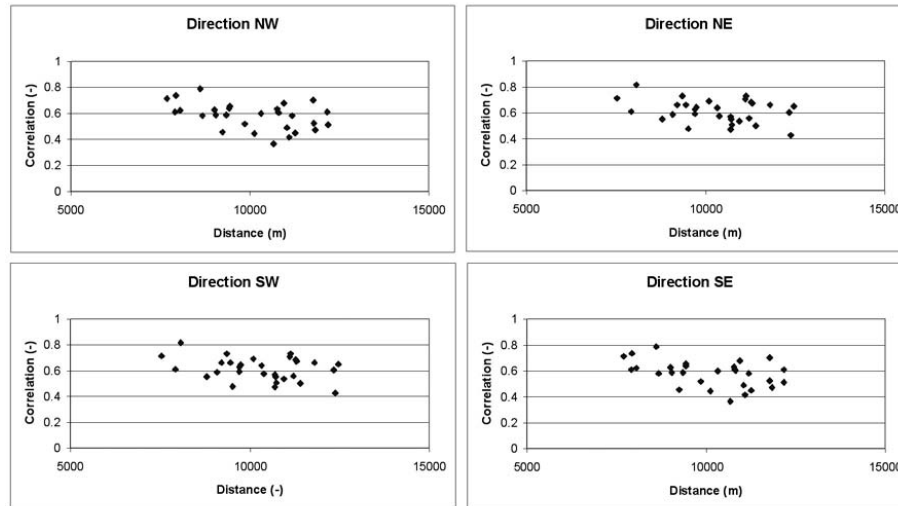 Direction NW
1
0.8
0.6
0.4
0.2
0
Correlation (-)
5000 10000 15000
Distance (m)
Direction NE
1
0.8
0.6
0.4
0.2
0
Correlation (-)
5000 10000 15000
Distance (m)
Direction SW
1
0.8
0.6
0.4
0.2
0
Correlation (-)
5000 10000 15000
Distance (-)
Direction SE
1
0.8
0.6
0.4
0.2
0
Correlation (-)
5000 10000 15000
Distance (m)